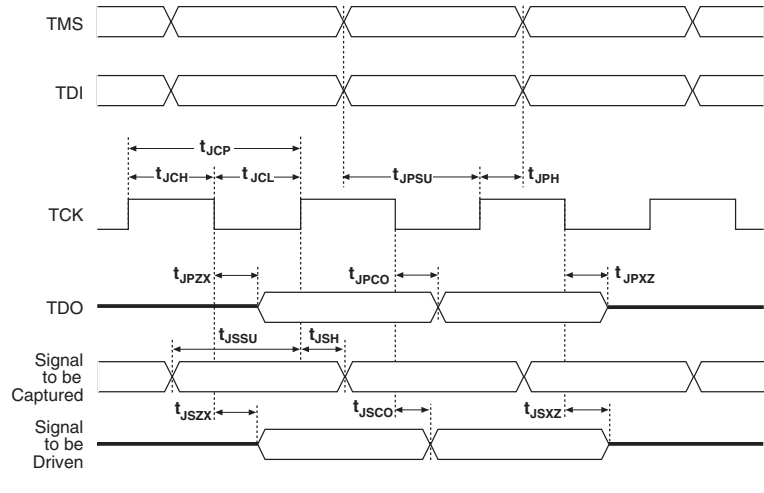 TMS
TDI
tJCP
tJCH
tJCL
tJPSU
tJPH
TCK
tJPZX
tJPCO
tJPXZ
TDO
tJSSU
tJSH
Signal
to be
Captured
tJSZX
tJSCO
tJSXZ
Signal
to be
Driven